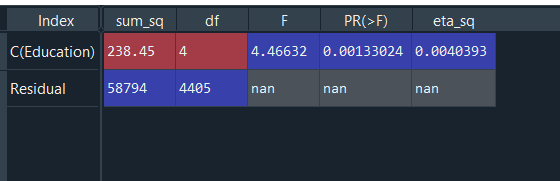 Index sum_sq df F PR(>F) eta_sq
C(Education) 238.45 4 4.46632 0.00133024 0.0040393
Residual 58794 4405 nan nan nan